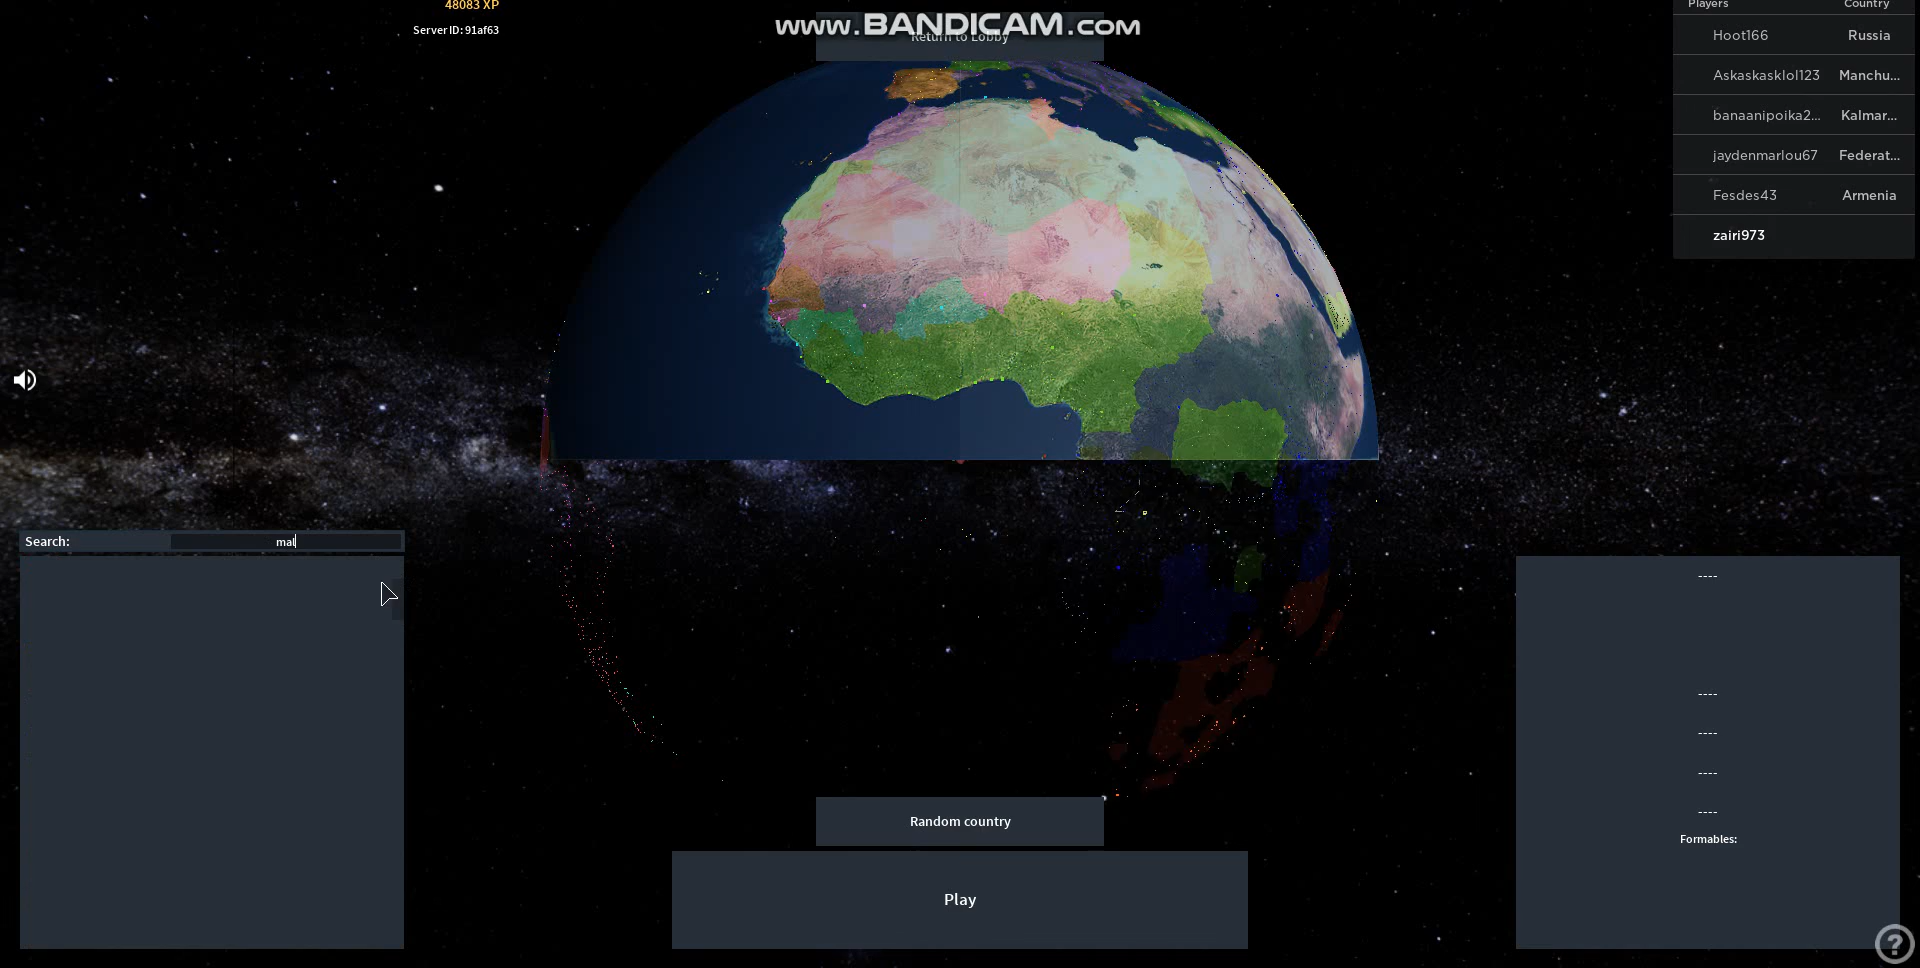 48083 XP
Server ID: 91af63
www.BANDICAM.com
Return to Lobby
Players Country
Hoot166 Russia
Askaskasklol123 Manchu...
banaanipoika2... Kalmar...
jaydenmarlou67 Federat...
Fesdes43 Armenia
zairi973
Search: mal
----
----
----
----
----
Formables:
Random country
Play
?